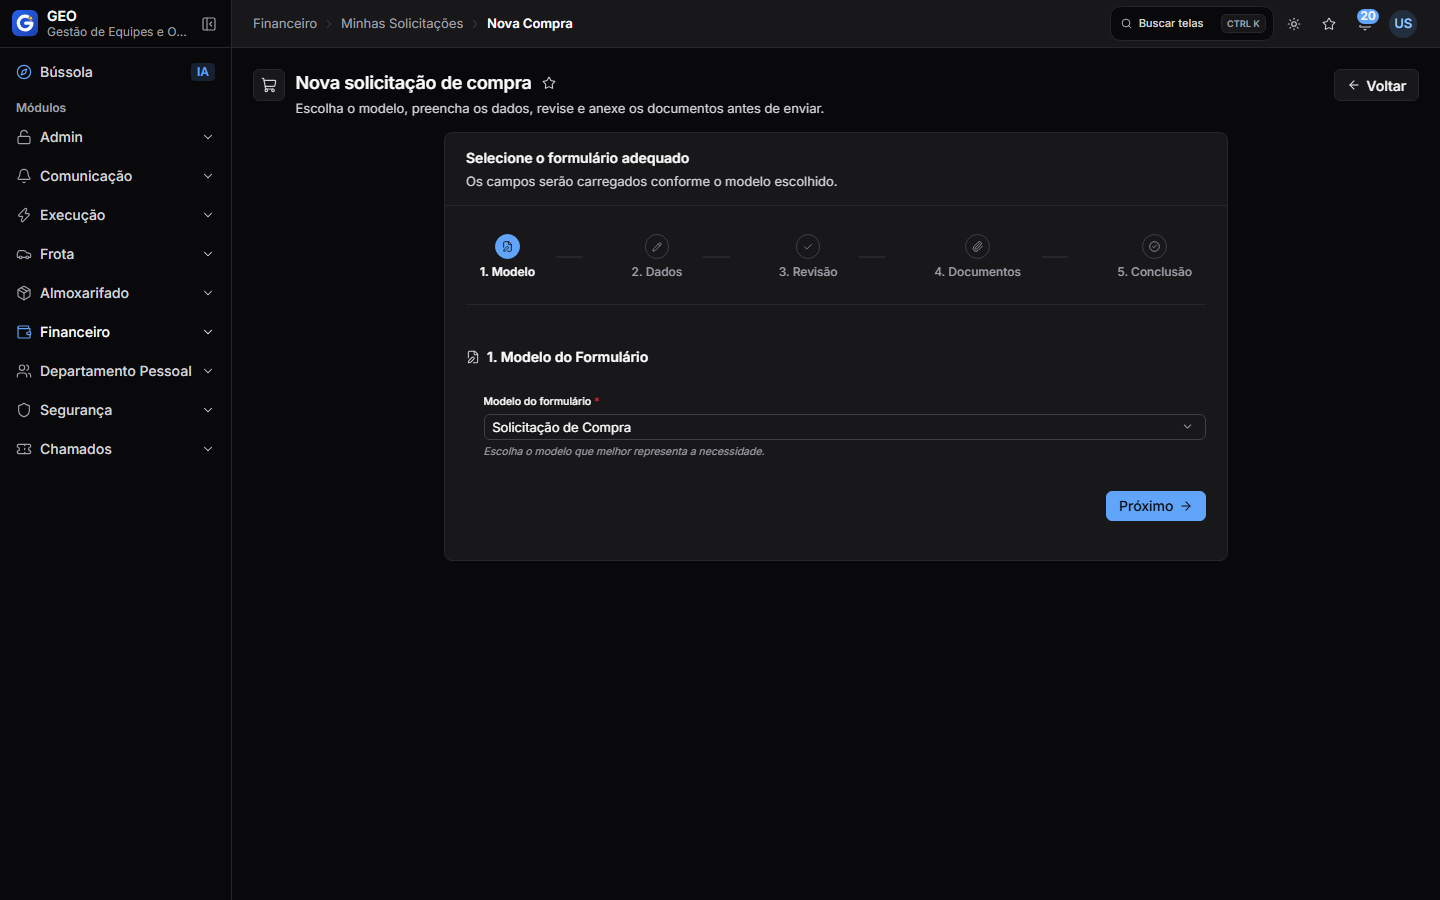 GEO
Gestão de Equipes e O...
Financeiro
Minhas Solicitações
Nova Compra
Buscar telas
CTRL K
20
US
Bússola
IA
Módulos
Admin
Comunicação
Execução
Frota
Almoxarifado
Financeiro
Departamento Pessoal
Segurança
Chamados
Nova solicitação de compra
Escolha o modelo, preencha os dados, revise e anexe os documentos antes de enviar.
Voltar
Selecione o formulário adequado
Os campos serão carregados conforme o modelo escolhido.
1. Modelo
2. Dados
3. Revisão
4. Documentos
5. Conclusão
1. Modelo do Formulário
Modelo do formulário *
Solicitação de Compra
Escolha o modelo que melhor representa a necessidade.
Próximo